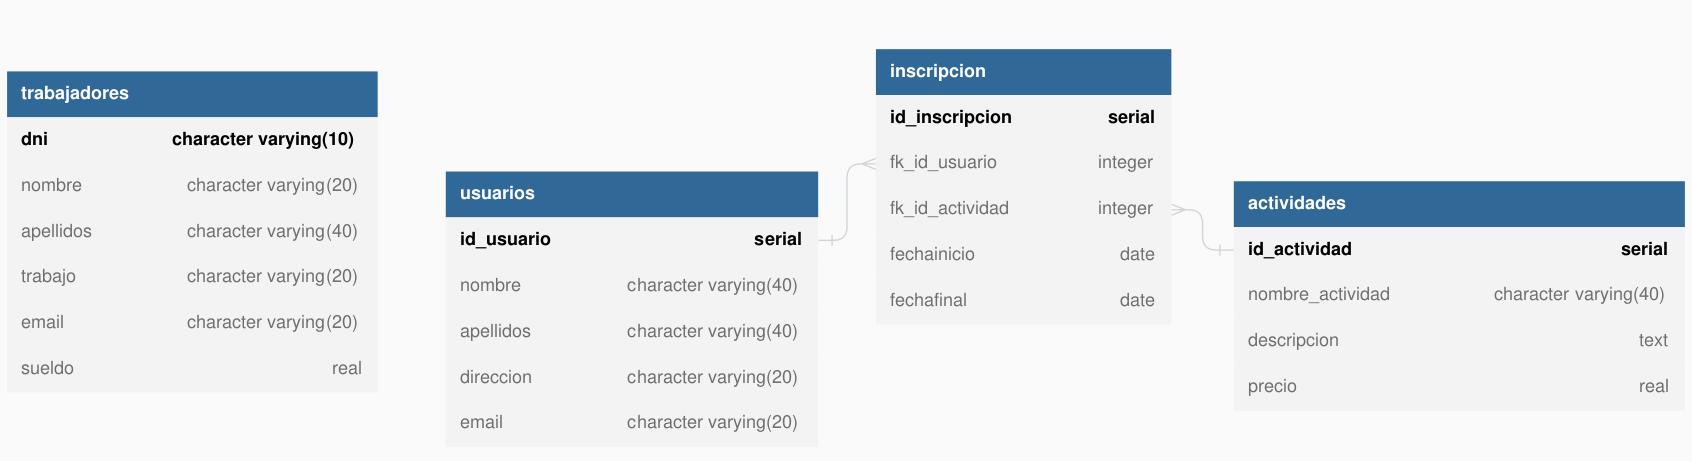 trabajadores
dni character varying(10)
nombre character varying(20)
apellidos character varying(40)
trabajo character varying(20)
email character varying(20)
sueldo real
usuarios
id_usuario serial
nombre character varying(40)
apellidos character varying(40)
direccion character varying(20)
email character varying(20)
inscripcion
id_inscripcion serial
fk_id_usuario integer
fk_id_actividad integer
fechainicio date
fechafinal date
actividades
id_actividad serial
nombre_actividad character varying(40)
descripcion text
precio real